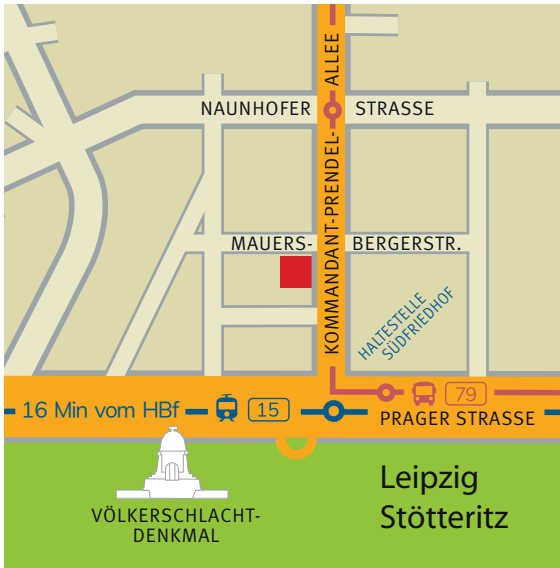 KOMMANDANT-PRENDEL-ALLEE
NAUNHOFER STRASSE
MAUERS-BERGERSTR.
HALTESTELLE
SÜDFRIEDHOF
79
16 Min vom HBf 15
PRAGER STRASSE
VÖLKERSCHLACHT-
DENKMAL
Leipzig
Stötteritz